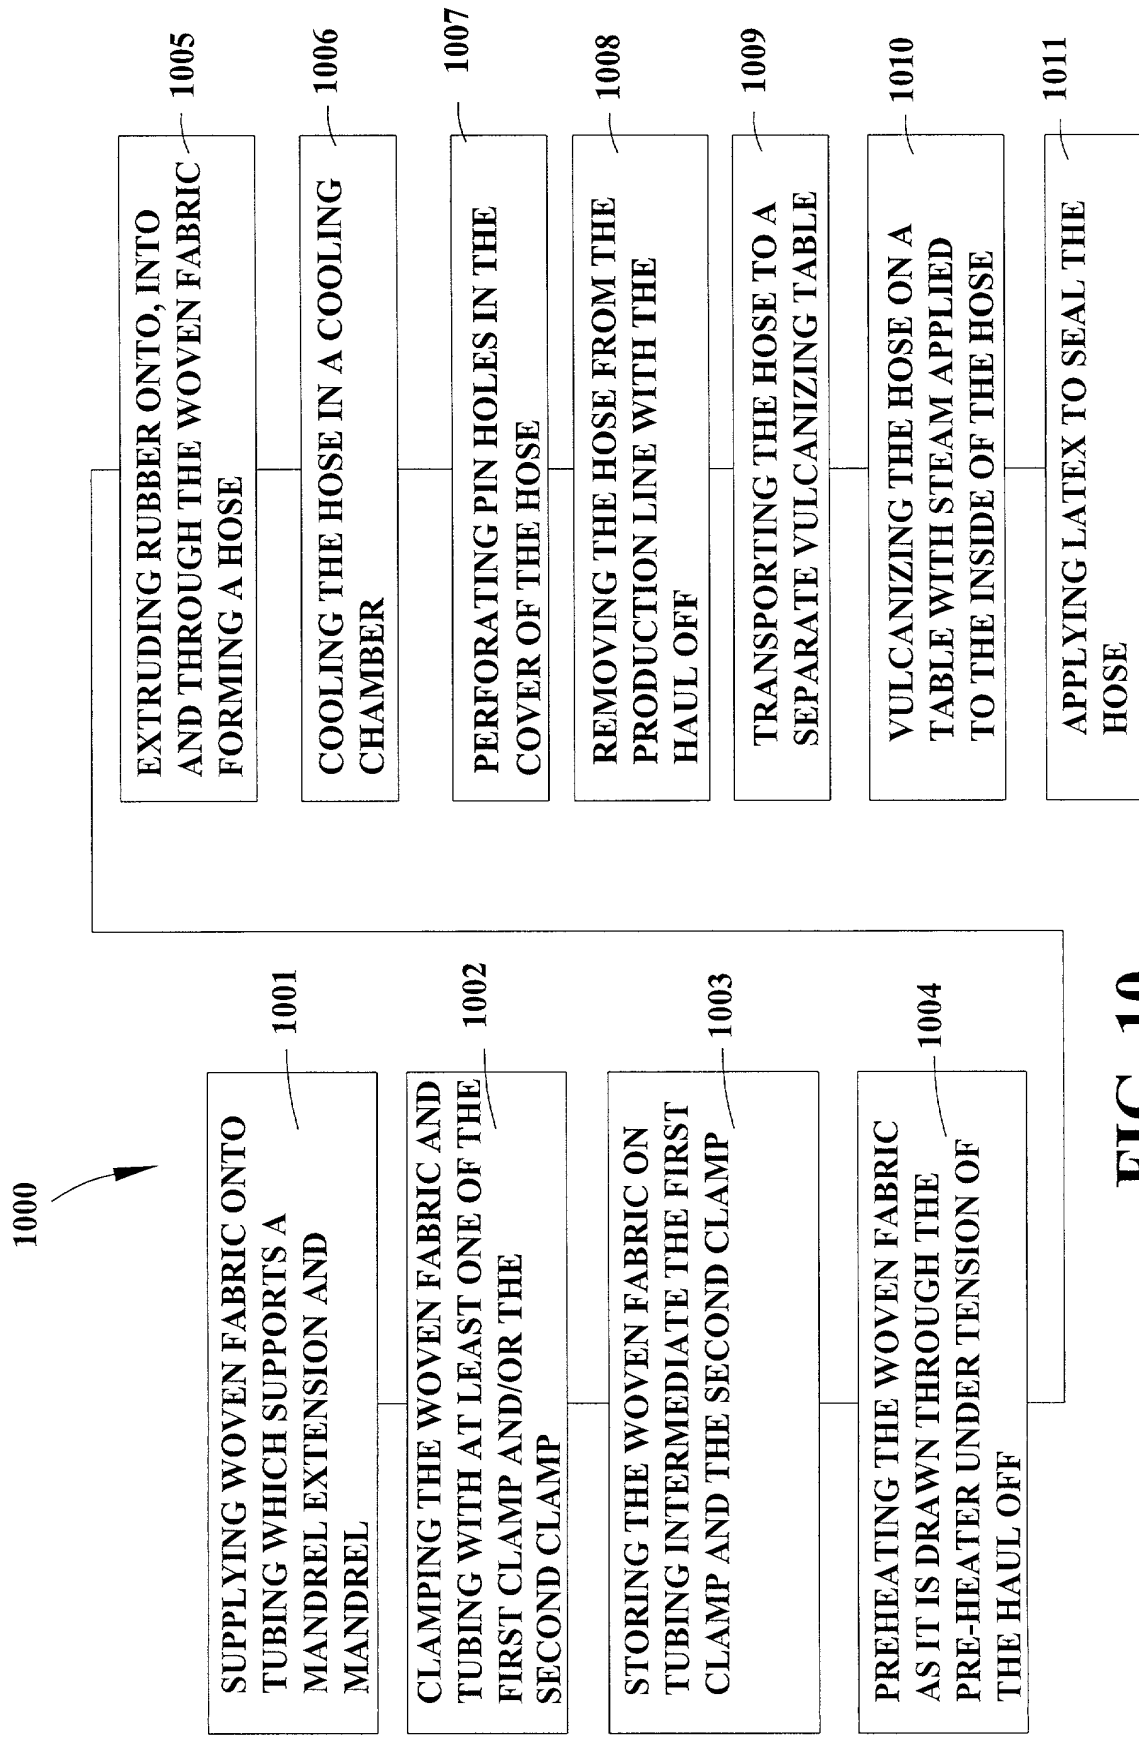 1000
SUPPLYING WOVEN FABRIC ONTO
TUBING WHICH SUPPORTS A
MANDREL EXTENSION AND
MANDREL
1001
CLAMPING THE WOVEN FABRIC AND
TUBING WITH AT LEAST ONE OF THE
FIRST CLAMP AND/OR THE
SECOND CLAMP
1002
STORING THE WOVEN FABRIC ON
TUBING INTERMEDIATE THE FIRST
CLAMP AND THE SECOND CLAMP
1003
PREHEATING THE WOVEN FABRIC
AS IT IS DRAWN THROUGH THE
PRE-HEATER UNDER TENSION OF
THE HAUL OFF
1004
EXTRUDING RUBBER ONTO, INTO
AND THROUGH THE WOVEN FABRIC
FORMING A HOSE
1005
COOLING THE HOSE IN A COOLING
CHAMBER
1006
PERFORATING PIN HOLES IN THE
COVER OF THE HOSE
1007
REMOVING THE HOSE FROM THE
PRODUCTION LINE WITH THE
HAUL OFF
1008
TRANSPORTING THE HOSE TO A
SEPARATE VULCANIZING TABLE
1009
VULCANIZING THE HOSE ON A
TABLE WITH STEAM APPLIED
TO THE INSIDE OF THE HOSE
1010
APPLYING LATEX TO SEAL THE
HOSE
1011
FIG. 10